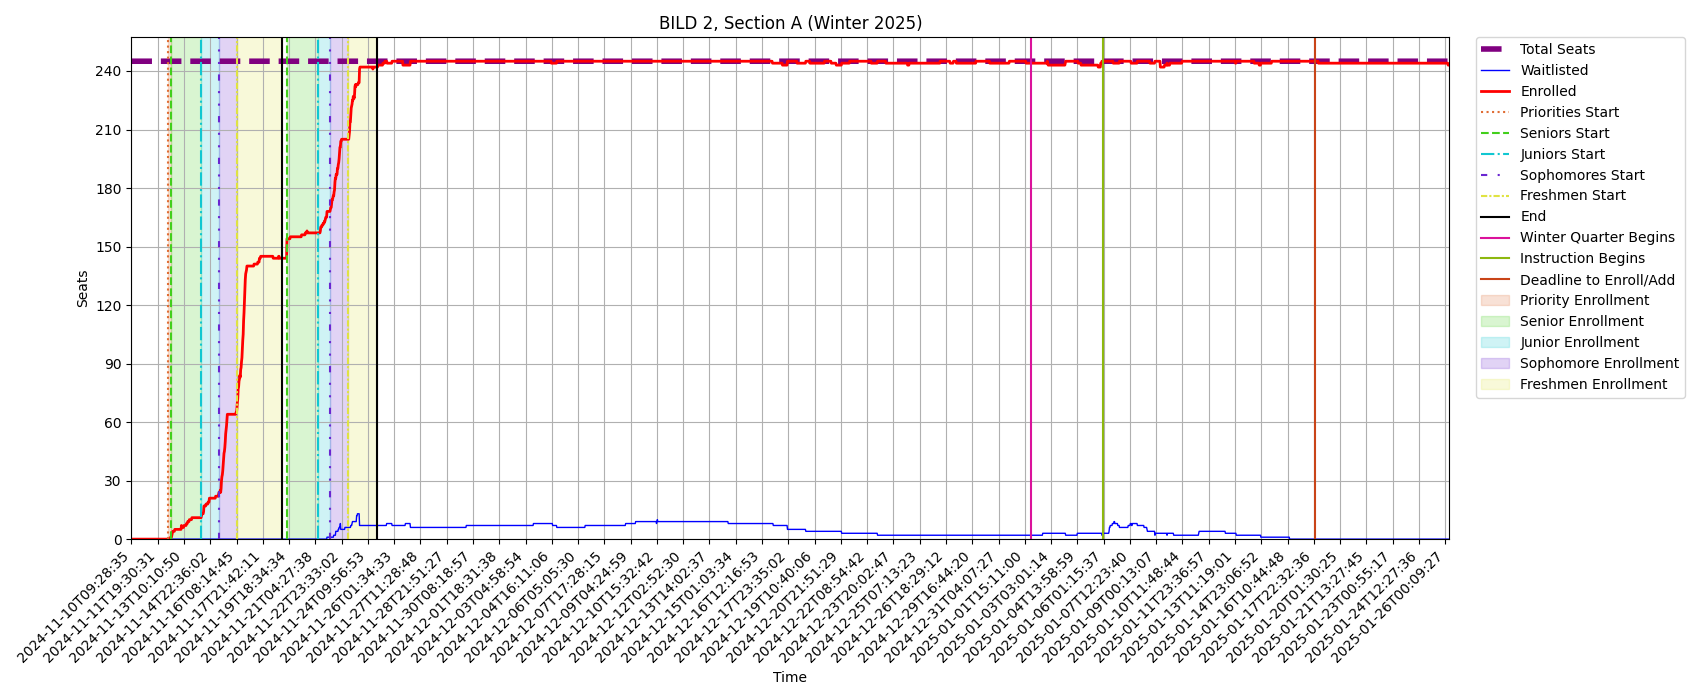 BILD 2, Section A (Winter 2025)
Seats
240
210
180
150
120
90
60
30
0
2024-11-10T09:28:35
2024-11-11T19:30:31
2024-11-13T10:10:50
2024-11-14T22:36:02
2024-11-16T08:14:45
2024-11-17T21:42:11
2024-11-19T18:34:34
2024-11-21T04:27:38
2024-11-22T23:33:02
2024-11-24T09:56:53
2024-11-26T01:34:33
2024-11-27T11:28:48
2024-11-28T21:51:27
2024-11-30T08:18:57
2024-12-01T18:31:38
2024-12-03T04:58:54
2024-12-04T16:11:06
2024-12-06T05:05:30
2024-12-07T17:28:15
2024-12-09T04:24:59
2024-12-10T15:32:42
2024-12-12T02:52:30
2024-12-13T14:02:37
2024-12-15T01:03:34
2024-12-16T12:16:53
2024-12-17T23:35:02
2024-12-19T10:40:06
2024-12-20T21:51:29
2024-12-22T08:54:42
2024-12-23T20:02:47
2024-12-25T07:13:23
2024-12-26T18:29:12
2024-12-29T16:44:20
2024-12-31T04:07:27
2025-01-01T15:11:00
2025-01-03T03:01:14
2025-01-04T13:58:59
2025-01-06T01:15:37
2025-01-07T12:23:40
2025-01-09T00:13:07
2025-01-10T11:48:44
2025-01-11T23:36:57
2025-01-13T11:19:01
2025-01-14T23:06:52
2025-01-16T10:44:48
2025-01-17T22:32:36
2025-01-20T01:30:25
2025-01-21T13:27:45
2025-01-23T00:55:17
2025-01-24T12:27:36
2025-01-26T00:09:27
Time
Total Seats
Waitlisted
Enrolled
Priorities Start
Seniors Start
Juniors Start
Sophomores Start
Freshmen Start
End
Winter Quarter Begins
Instruction Begins
Deadline to Enroll/Add
Priority Enrollment
Senior Enrollment
Junior Enrollment
Sophomore Enrollment
Freshmen Enrollment